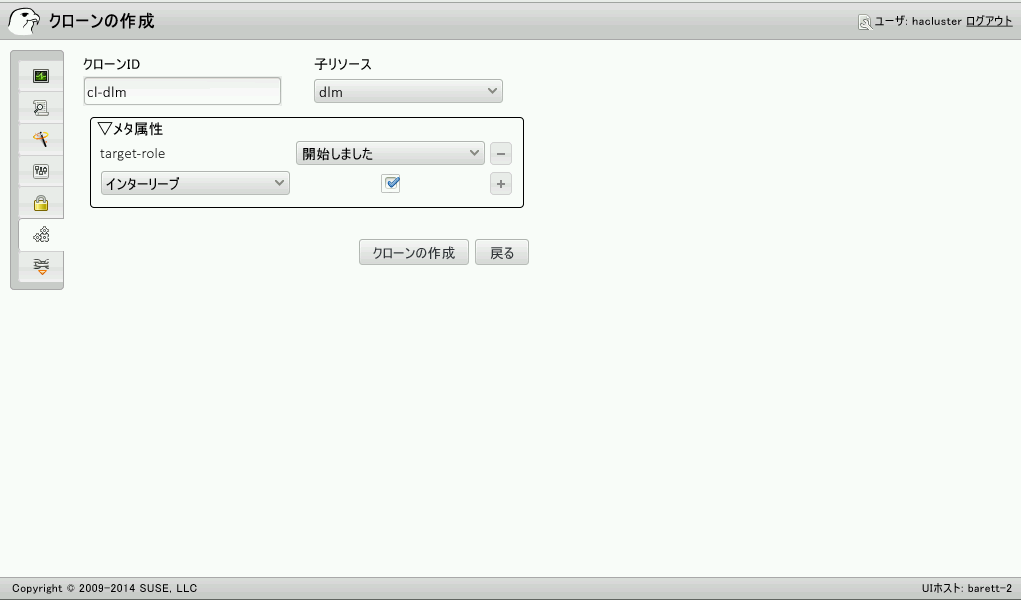 クローンの作成
ユーザ: hacluster ログアウト
クローンID
子リソース
cl-dlm
dlm
▽メタ属性
target-role
開始しました
−
インターリーブ
+
クローンの作成
戻る
Copyright © 2009-2014 SUSE, LLC
UIホスト: barett-2